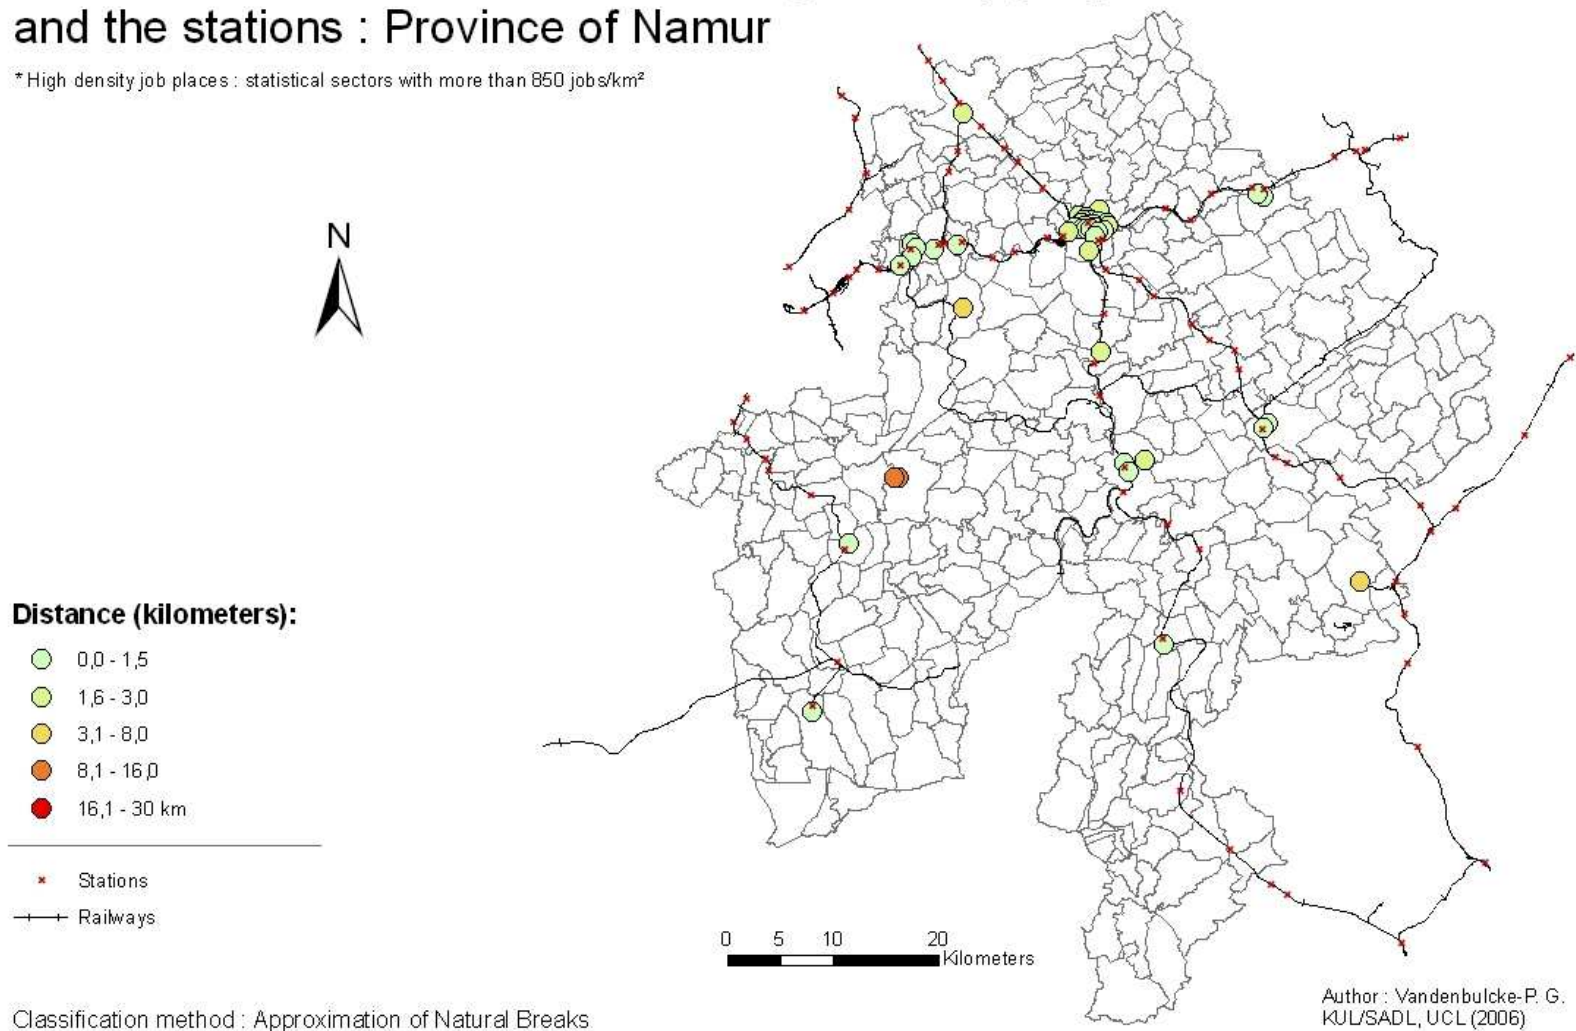 and the stations : Province of Namur
* High density job places : statistical sectors with more than 850 jobs/km²
N
Distance (kilometers):
0,0 - 1,5
1,6 - 3,0
3,1 - 8,0
8,1 - 16,0
16,1 - 30 km
Stations
Railways
0 5 10 20
Kilometers
Classification method : Approximation of Natural Breaks
Author : Vandenbulcke-P. G.
KUL/SADL, UCL (2006)